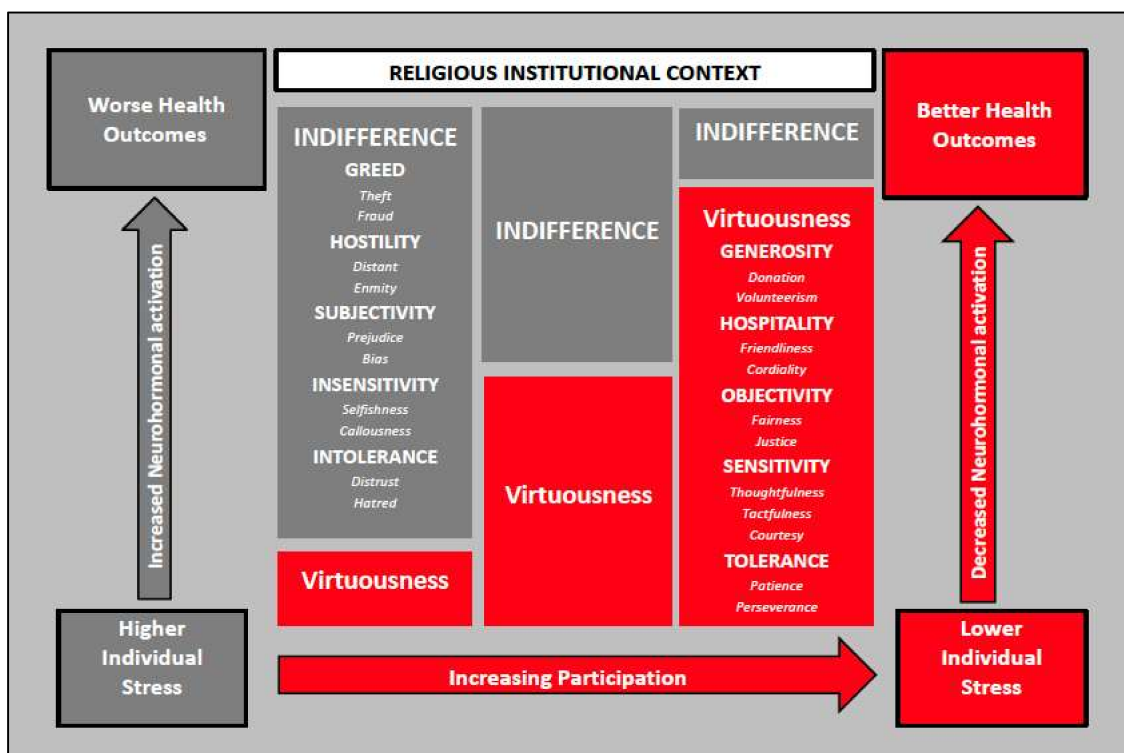 RELIGIOUS INSTITUTIONAL CONTEXT
Worse Health
Outcomes
Increased Neurohormonal activation
Higher
Individual
Stress
INDIFFERENCE
GREED
Theft
Fraud
HOSTILITY
Distant
Enmity
SUBJECTIVITY
Prejudice
Bias
INSENSITIVITY
Selfishness
Callousness
INTOLERANCE
Distrust
Hatred
Virtuousness
INDIFFERENCE
Virtuousness
INDIFFERENCE
Virtuousness
GENEROSITY
Donation
Volunteerism
HOSPITALITY
Friendliness
Cordiality
OBJECTIVITY
Fairness
Justice
SENSITIVITY
Thoughtfulness
Tactfulness
Courtesy
TOLERANCE
Patience
Perseverance
Increasing Participation
Better Health
Outcomes
Decreased Neurohormonal activation
Lower
Individual
Stress